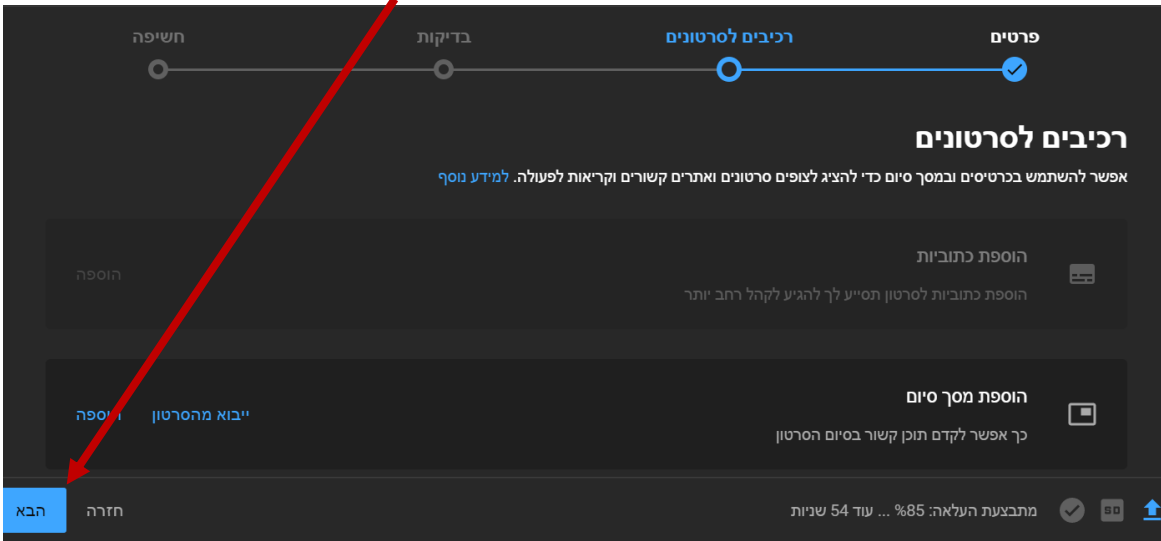 פרטים
רכיבים לסרטונים
בדיקות
חשיפה
רכיבים לסרטונים
אפשר להשתמש בכרטיסים ובמסך סיום כדי להציג לצופים סרטונים ואתרים קשורים וקריאות לפעולה. למידע נוסף
הוספת כתוביות
הוספת כתוביות לסרטון תסייע לך להגיע לקהל רחב יותר
הוספה
הוספת מסך סיום
כך אפשר לקדם תוכן קשור בסיום הסרטון
ייבוא מהסרטון
הוספה
SD
מתבצעת העלאה: 85% ... עוד 54 שניות
חזרה
הבא